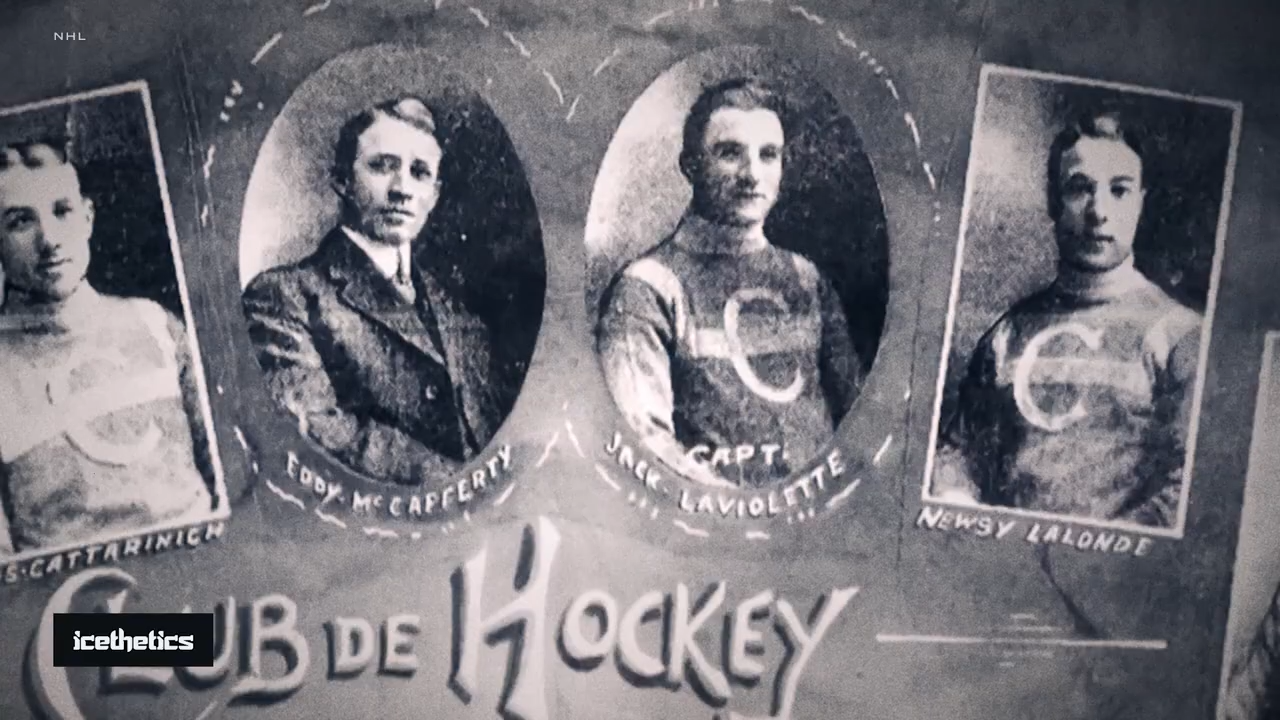 NHL
S. CATTARINICH
EDDY. MCCAFFERTY
CAPT.
JACK. LAVIOLETTE
NEWSY LALONDE
CLUB DE HOCKEY
icethetics